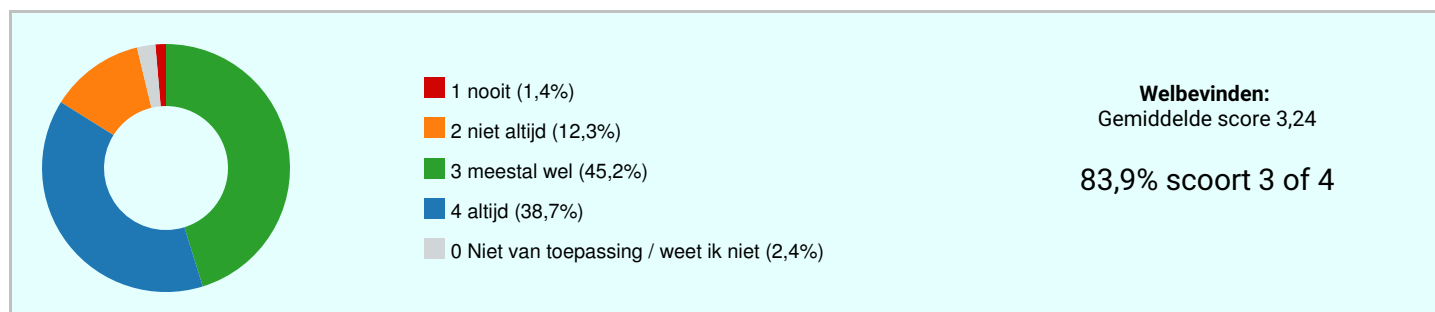 1 nooit (1,4%)
2 niet altijd (12,3%)
3 meestal wel (45,2%)
4 altijd (38,7%)
0 Niet van toepassing / weet ik niet (2,4%)
Welbevinden:
Gemiddelde score 3,24
83,9% scoort 3 of 4